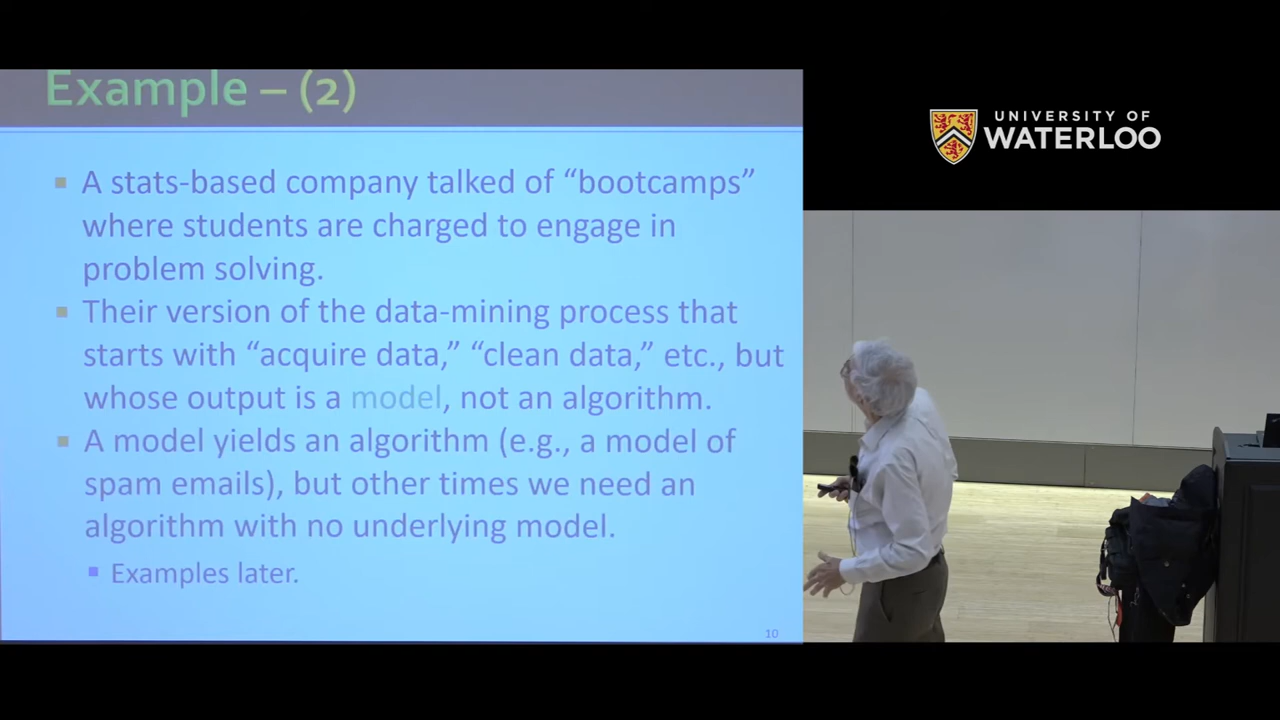 Example – (2)
UNIVERSITY OF
WATERLOO
▪ A stats-based company talked of “bootcamps”
where students are charged to engage in
problem solving.
▪ Their version of the data-mining process that
starts with “acquire data,” “clean data,” etc., but
whose output is a model, not an algorithm.
▪ A model yields an algorithm (e.g., a model of
spam emails), but other times we need an
algorithm with no underlying model.
▪ Examples later.
10